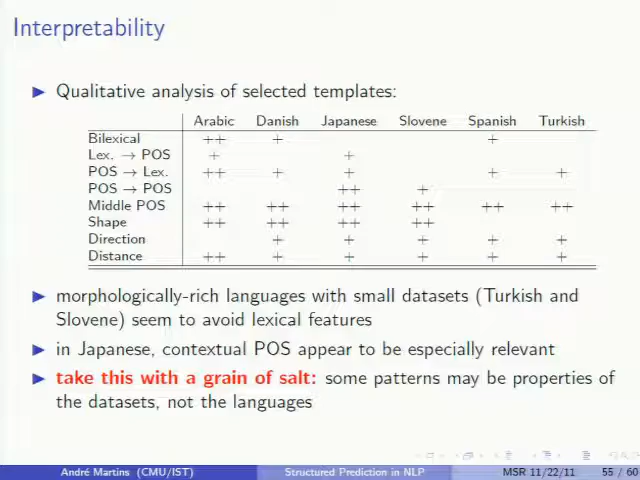 Interpretability
▶ Qualitative analysis of selected templates:
Arabic Danish Japanese Slovene Spanish Turkish
Bilexical ++ + +
Lex. → POS + +
POS → Lex. ++ + + + +
POS → POS ++ +
Middle POS ++ ++ ++ ++ ++ ++
Shape ++ ++ ++ ++
Direction + + + + +
Distance ++ + + + + +
▶ morphologically-rich languages with small datasets (Turkish and
Slovene) seem to avoid lexical features
▶ in Japanese, contextual POS appear to be especially relevant
▶ take this with a grain of salt: some patterns may be properties of
the datasets, not the languages
André Martins (CMU/IST) Structured Prediction in NLP MSR 11/22/11 55 / 60